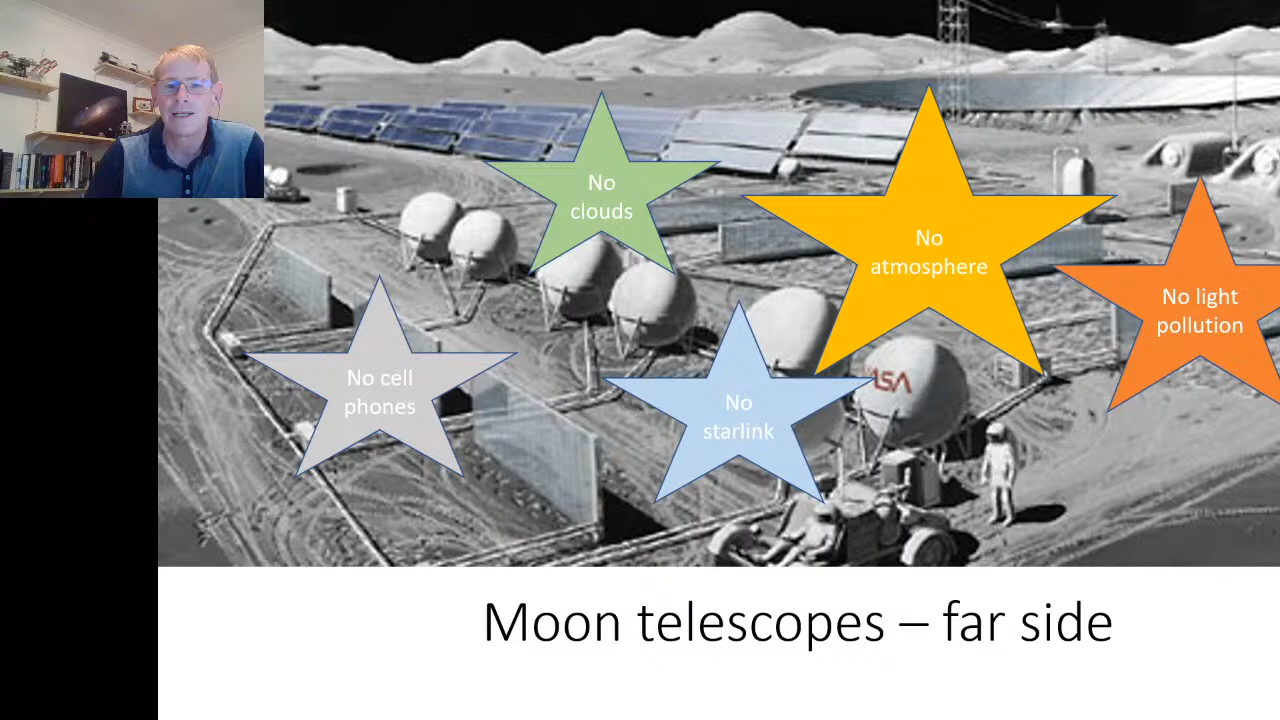 No
clouds
No
atmosphere
No light
pollution
No cell
phones
No
starlink
Moon telescopes – far side